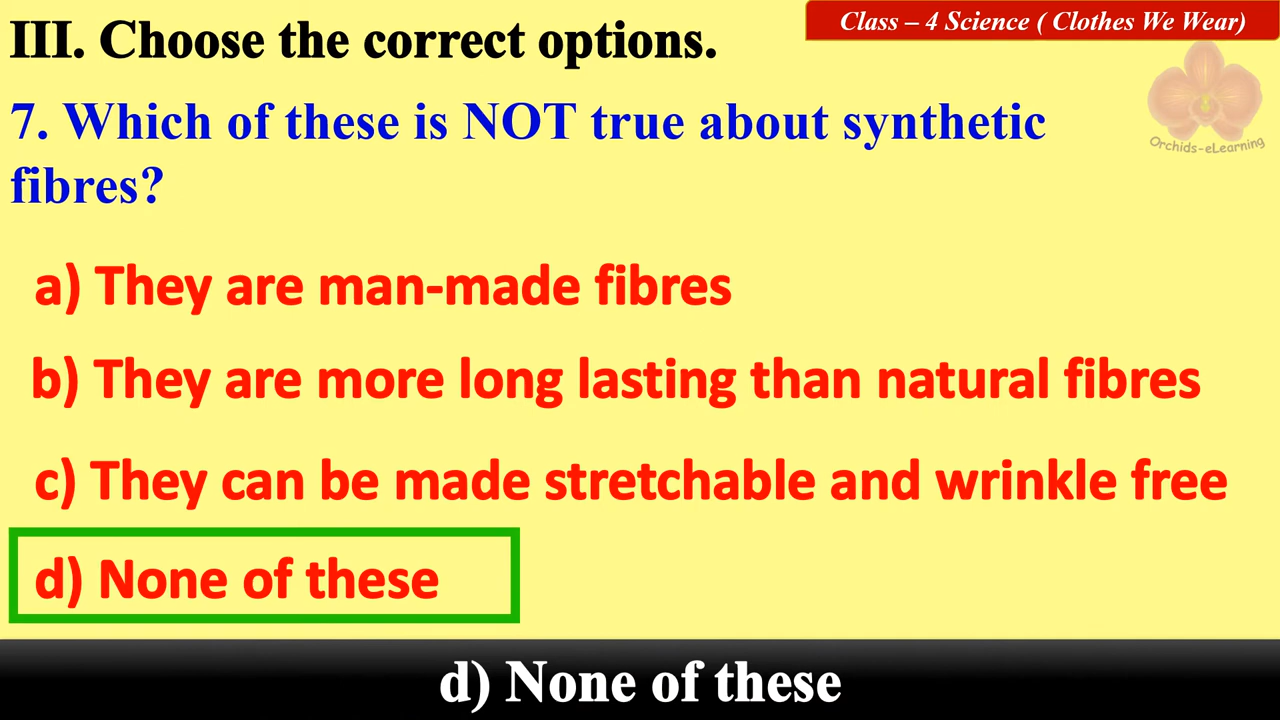 Class – 4 Science ( Clothes We Wear)
III. Choose the correct options.
7. Which of these is NOT true about synthetic
fibres?
Orchids-eLearning
a) They are man-made fibres
b) They are more long lasting than natural fibres
c) They can be made stretchable and wrinkle free
d) None of these
d) None of these